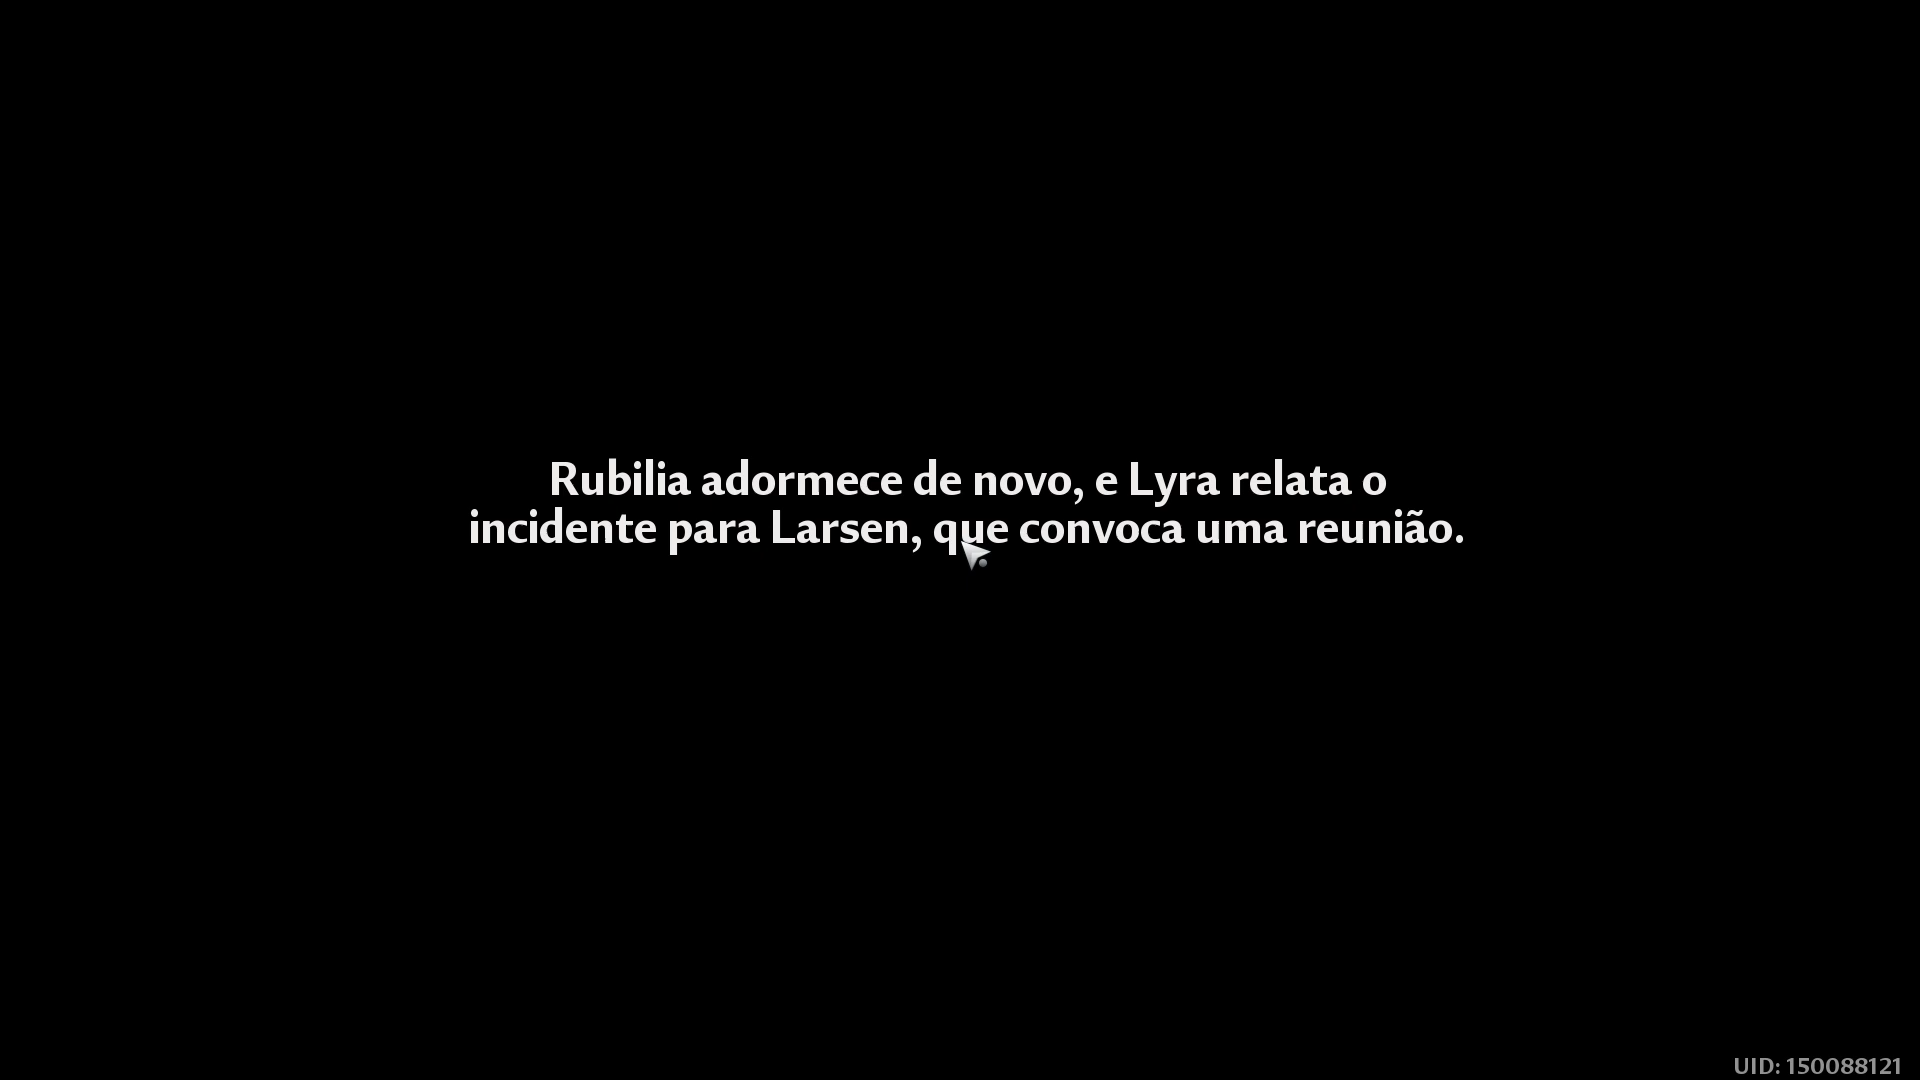 Rubilia adormece de novo, e Lyra relata o
incidente para Larsen, que convoca uma reunião.
UID: 150088121